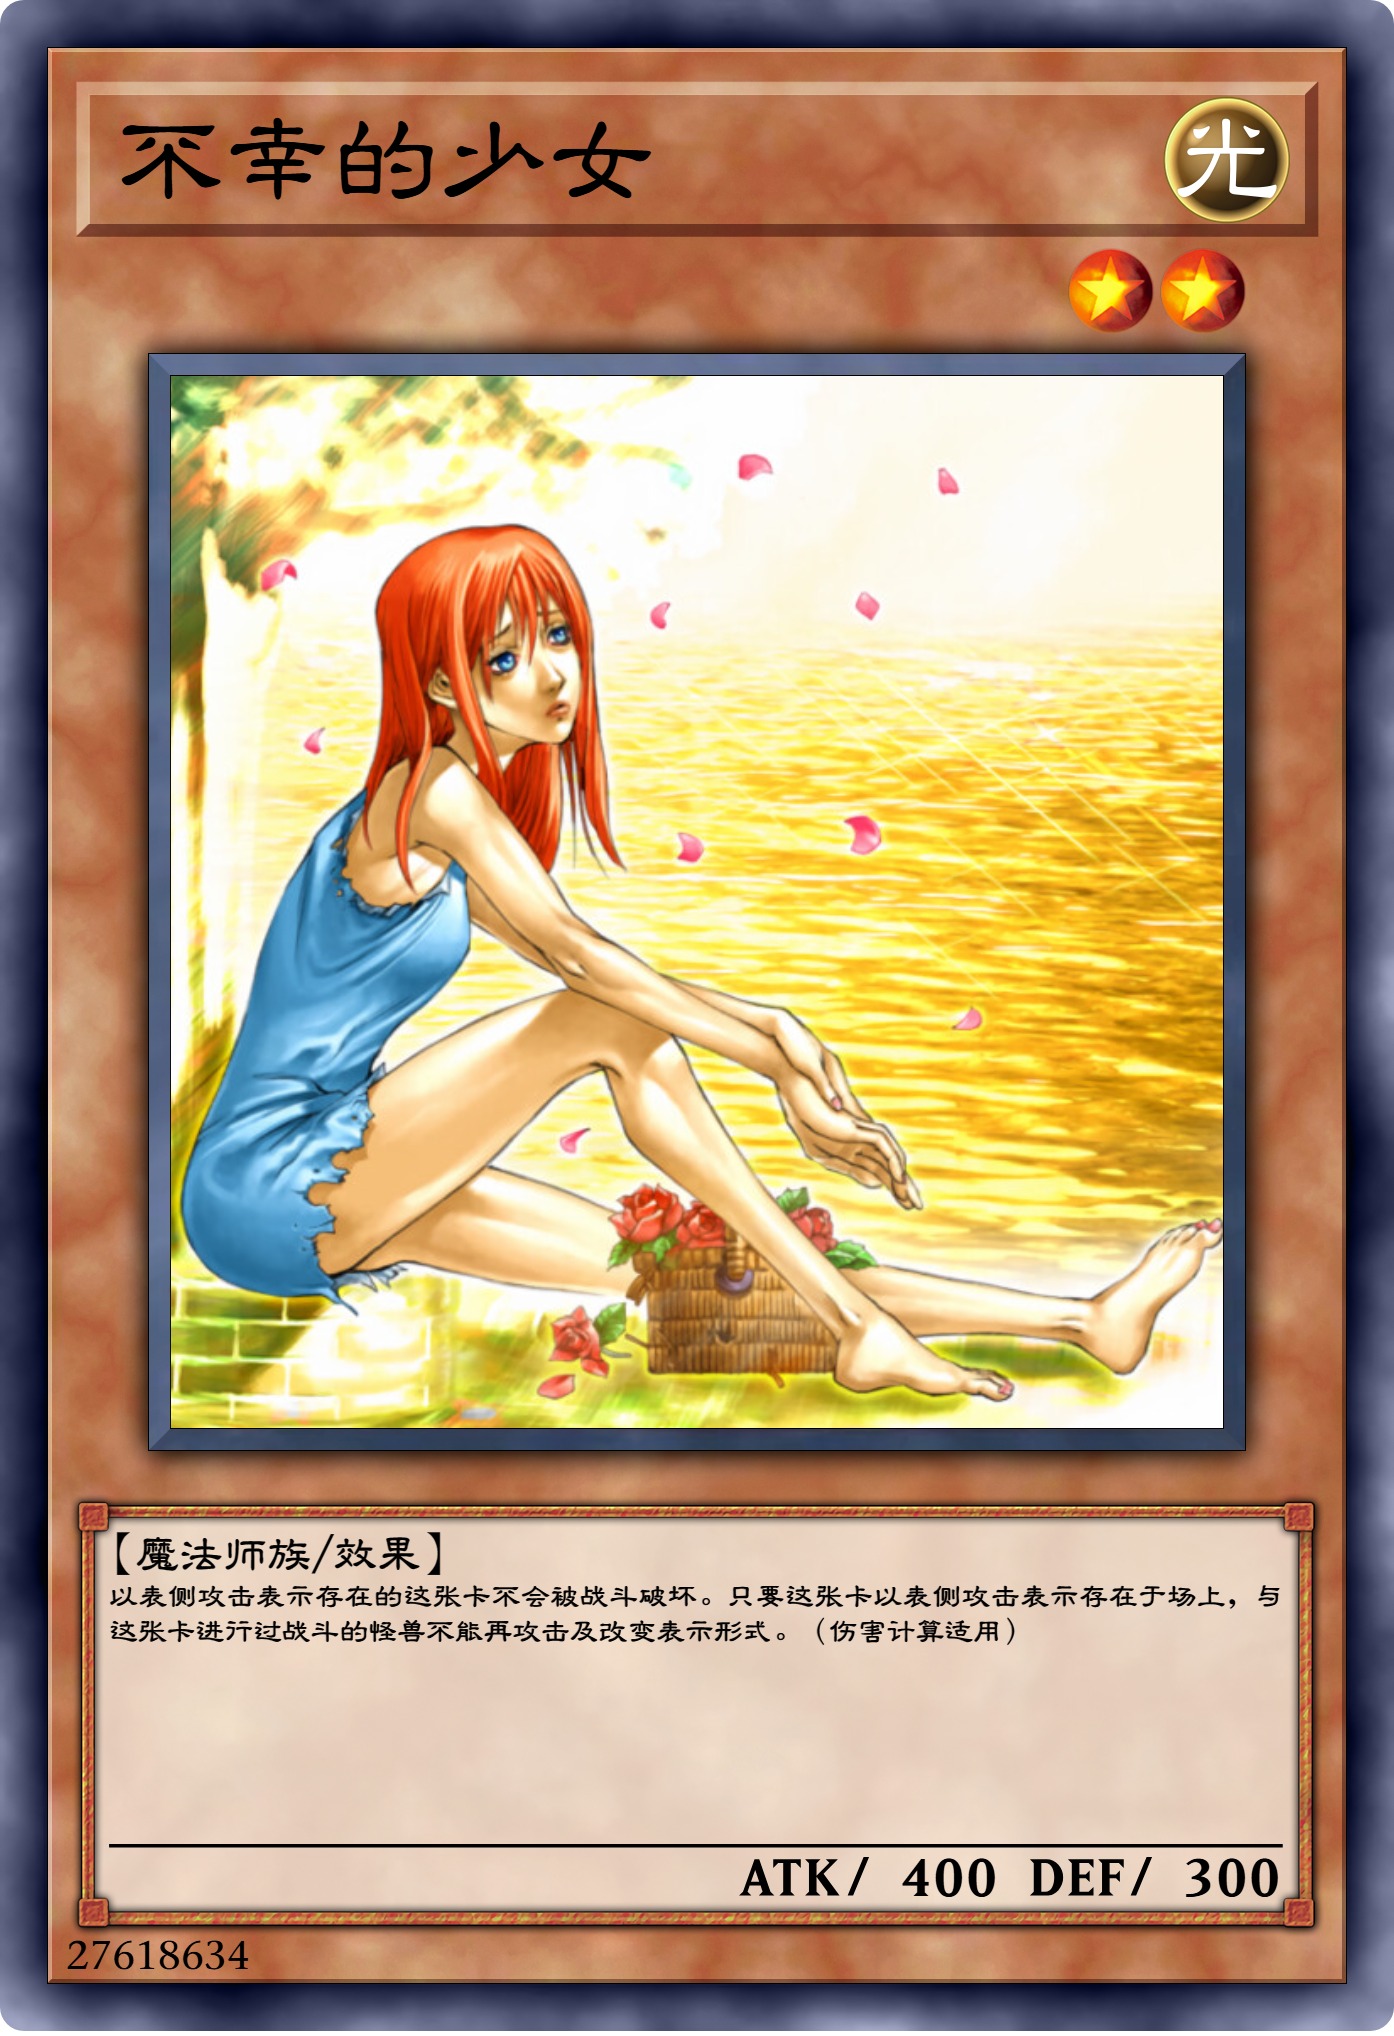 不幸的少女
光
【魔法师族/效果】
以表侧攻击表示存在的这张卡不会被战斗破坏。只要这张卡以表侧攻击表示存在于场上，与
这张卡进行过战斗的怪兽不能再攻击及改变表示形式。（伤害计算适用）
ATK/ 400 DEF/ 300
27618634